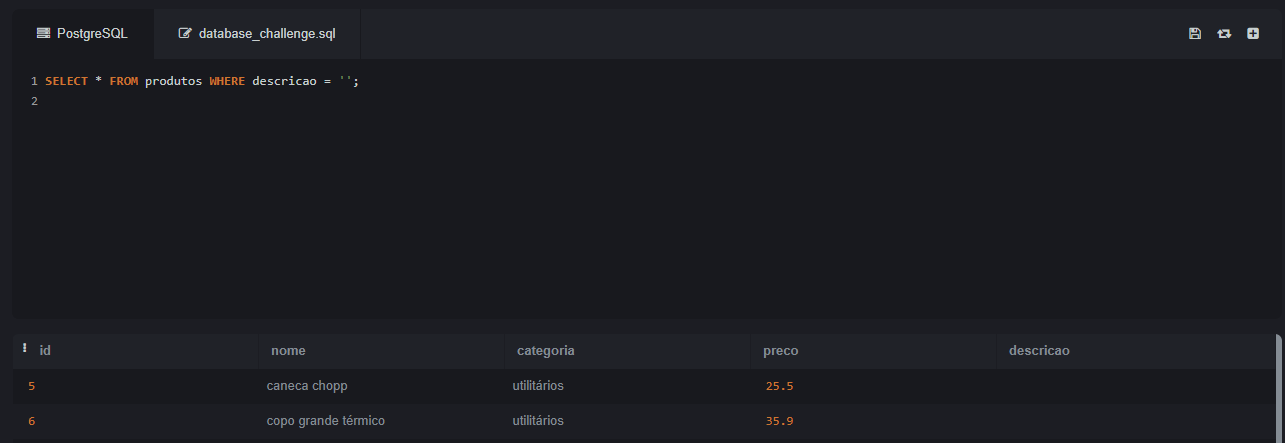 PostgreSQL database_challenge.sql
1 SELECT * FROM produtos WHERE descricao = '';
2
id nome categoria preco descricao
5 caneca chopp utilitários 25.5
6 copo grande térmico utilitários 35.9